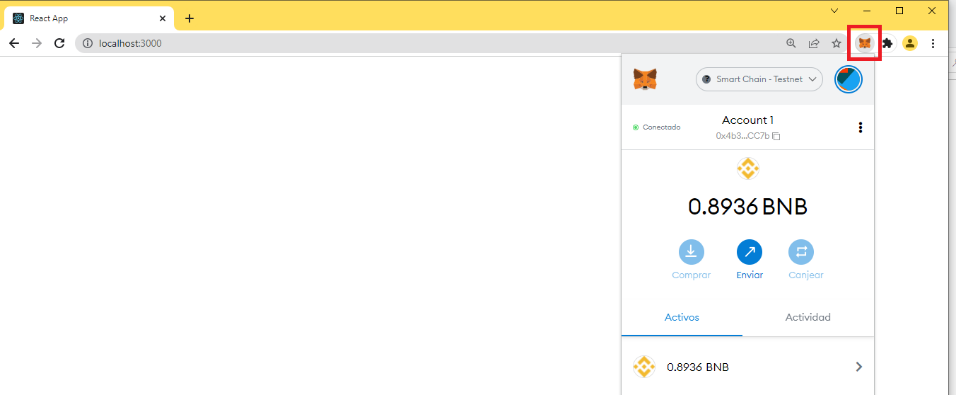 React App
localhost:3000
Smart Chain - Testnet
Conectado
Account 1
0x4b3...CC7b
0.8936 BNB
Comprar Enviar Canjear
Activos Actividad
0.8936 BNB